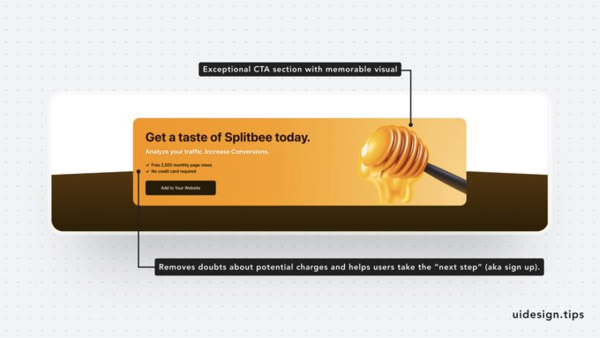 Exceptional CTA section with memorable visual
Get a taste of Splitbee today.
Analyze your traffic. Increase Conversions.
✓ Free 2,500 monthly page views
✓ No credit card required
Add to Your Website
Removes doubts about potential charges and helps users take the “next step” (aka sign up).
uidesign.tips